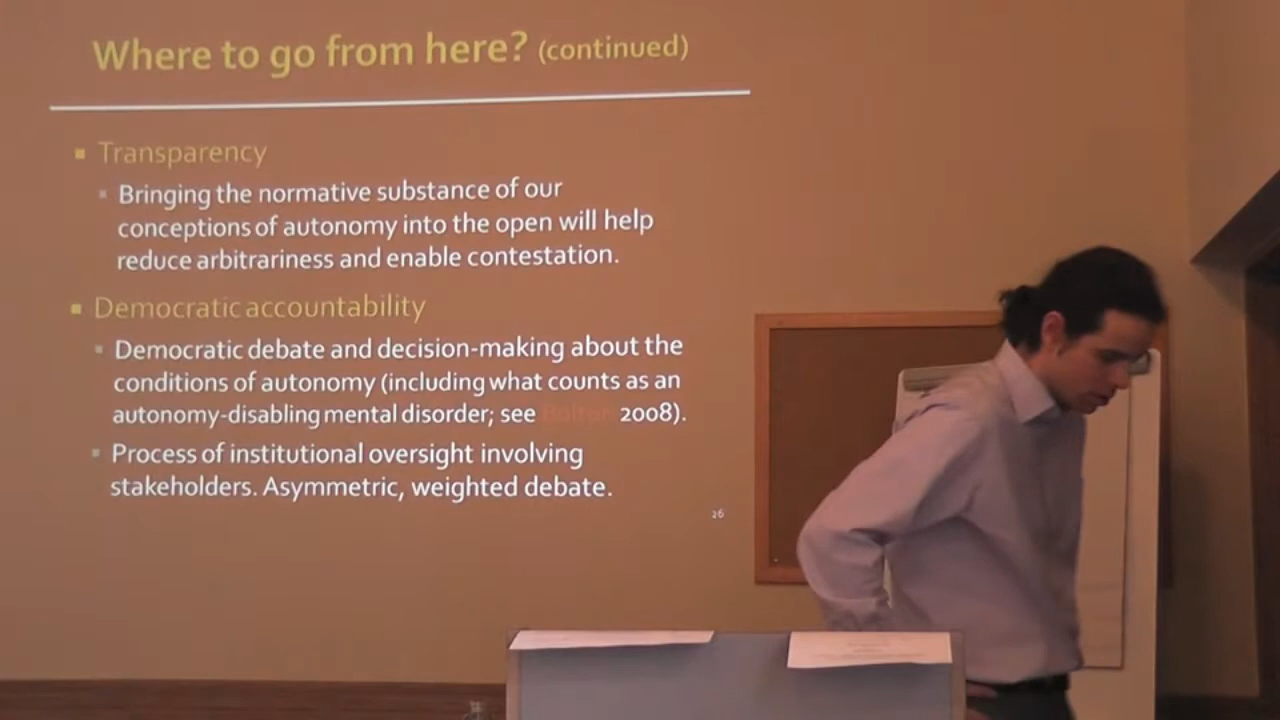 Where to go from here? (continued)
Transparency
Bringing the normative substance of our
conceptions of autonomy into the open will help
reduce arbitrariness and enable contestation.
Democratic accountability
Democratic debate and decision-making about the
conditions of autonomy (including what counts as an
autonomy-disabling mental disorder; see Bolton 2008).
Process of institutional oversight involving
stakeholders. Asymmetric, weighted debate.
26